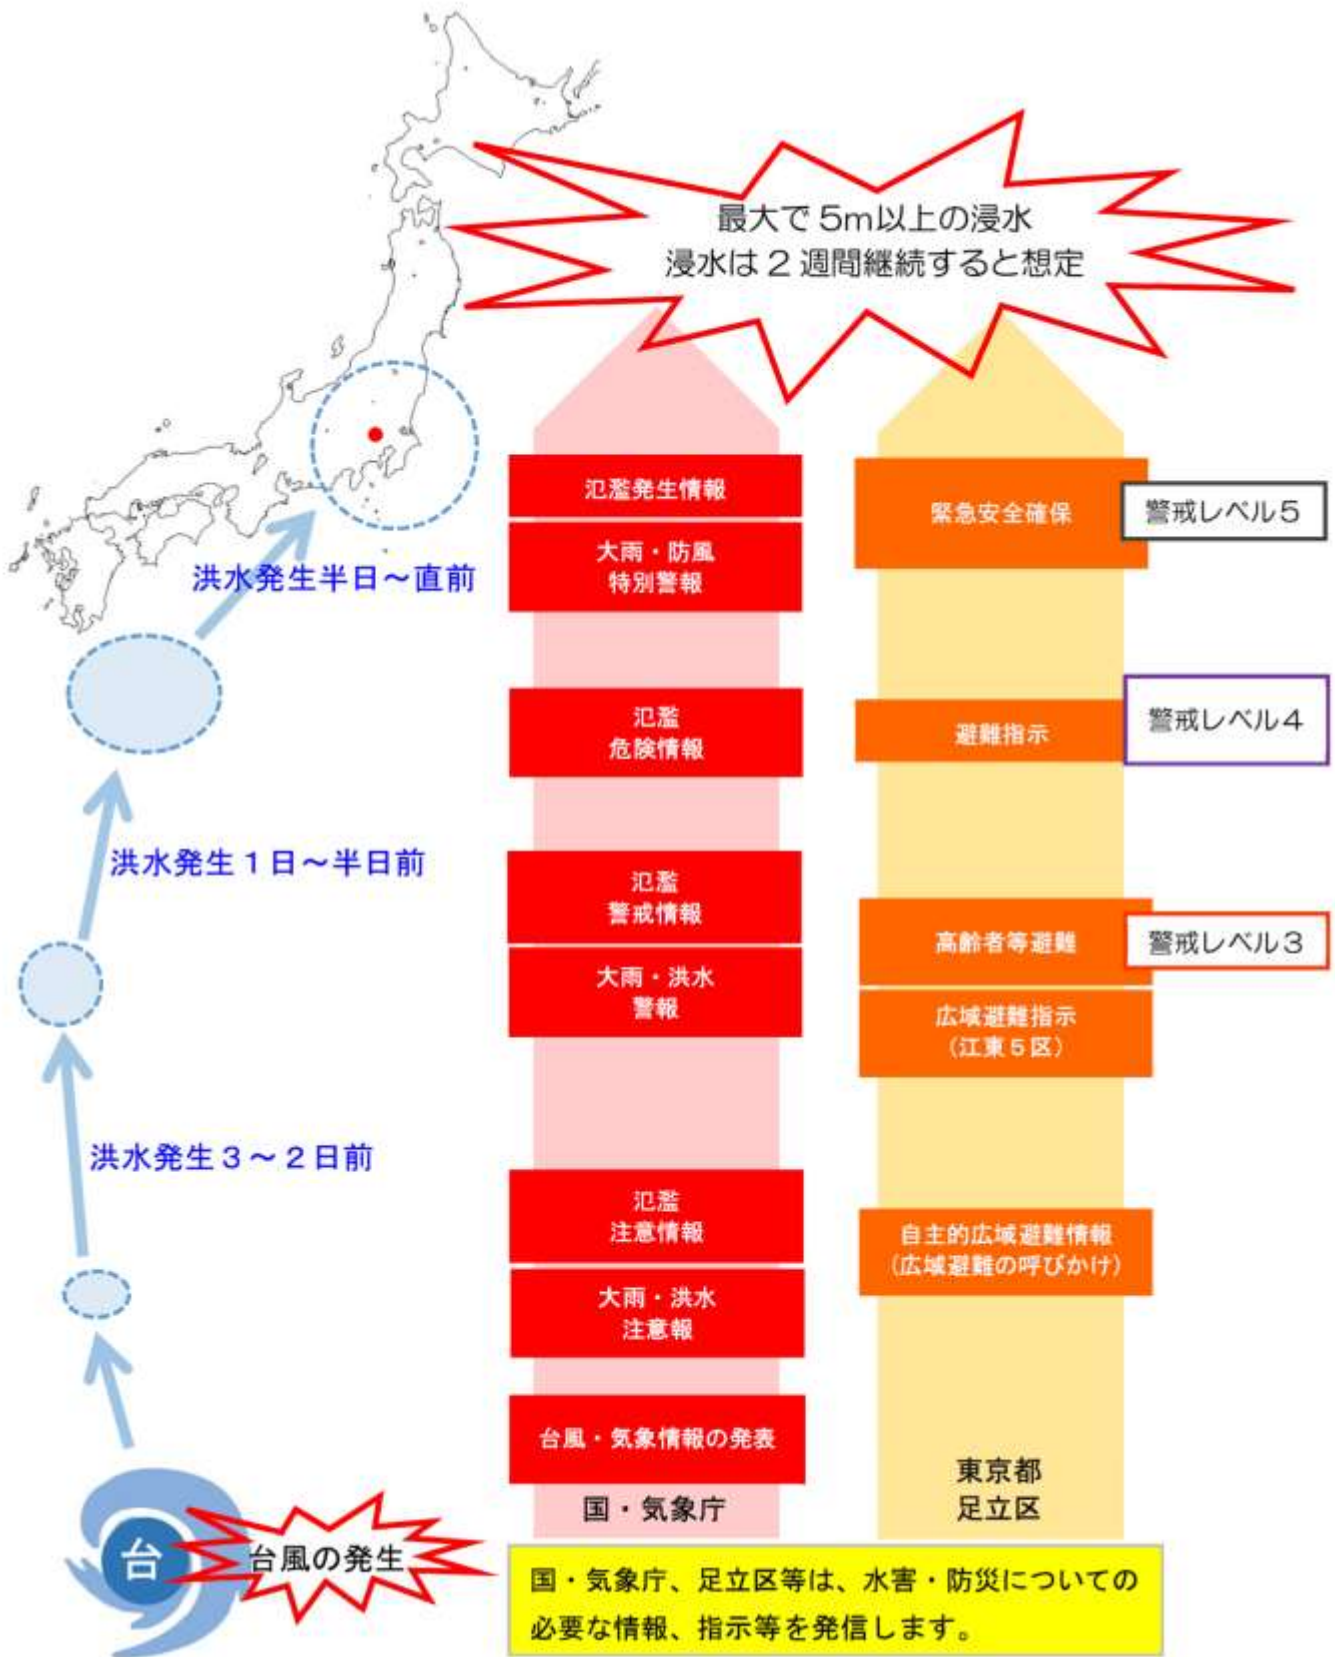 最大で5m以上の浸水
浸水は2週間継続すると想定
氾濫発生情報
大雨・防風
特別警報
緊急安全確保
警戒レベル5
洪水発生半日～直前
氾濫
危険情報
避難指示
警戒レベル4
洪水発生1日～半日前
氾濫
警戒情報
大雨・洪水
警報
高齢者等避難
警戒レベル3
広域避難指示
(江東5区)
洪水発生3～2日前
氾濫
注意情報
大雨・洪水
注意報
自主的広域避難情報
(広域避難の呼びかけ)
台風・気象情報の発表
国・気象庁
東京都
足立区
台
台風の発生
国・気象庁、足立区等は、水害・防災についての
必要な情報、指示等を発信します。